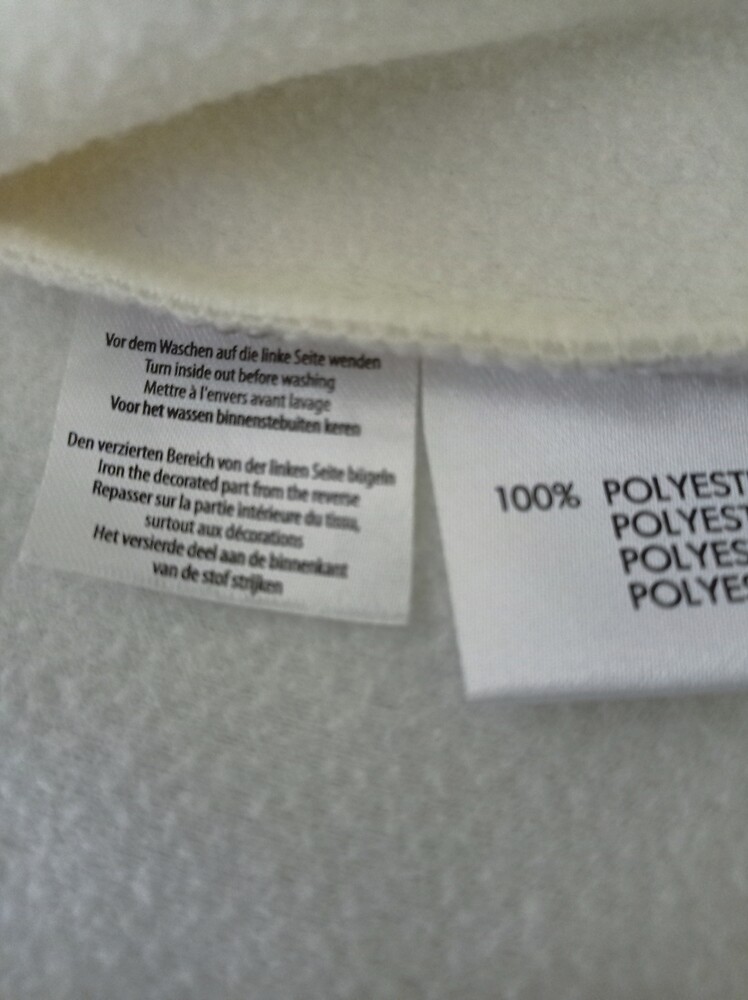 Vor dem Waschen auf die linke Seite wenden
Turn inside out before washing
Mettre à l'envers avant lavage
Voor het wassen binnenstebuiten keren
Den verzierten Bereich von der linken Seite bügeln
Iron the decorated part from the reverse
Repasser sur la partie intérieure du tissu,
surtout aux décorations
Het versierde deel aan de binnenkant
van de stof strijken
100% POLYEST
POLYEST
POLYES
POLYE